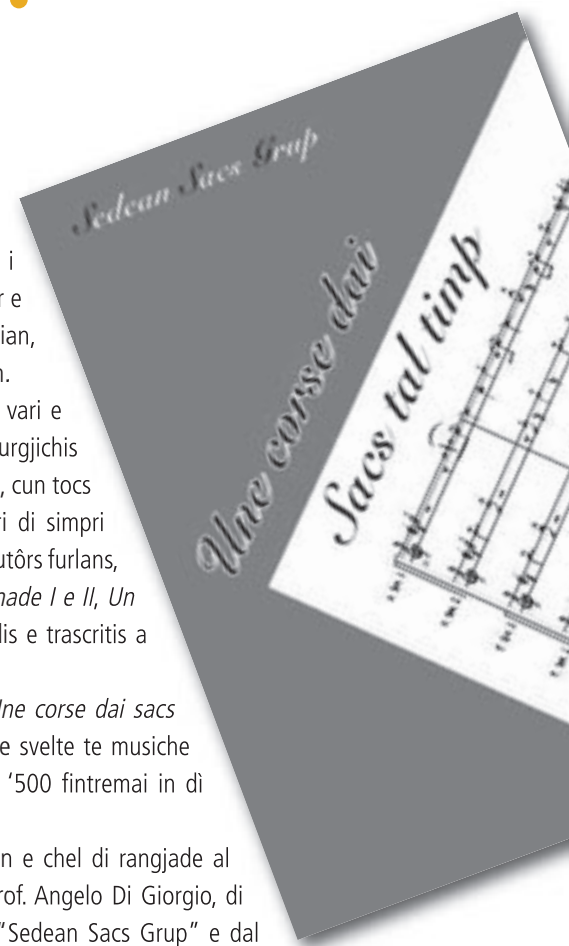 Sedean Sacs Grup
Une corse dai
Sacs tal timp
i
r e
ian,
n.
vari e
urgjichis
, cun tocs
ri di simpri
utôrs furlans,
nade I e II, Un
lis e trascritis a
Une corse dai sacs
e svelte te musiche
'500 fintremai in dì
n e chel di rangjade al
rof. Angelo Di Giorgio, di
"Sedean Sacs Grup" e dal